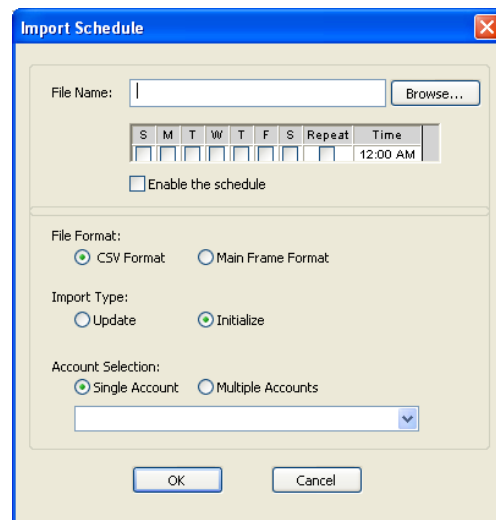 Import Schedule
File Name:
Browse...
S M T W T F S Repeat Time
12:00 AM
Enable the schedule
File Format:
CSV Format Main Frame Format
Import Type:
Update Initialize
Account Selection:
Single Account Multiple Accounts
OK Cancel